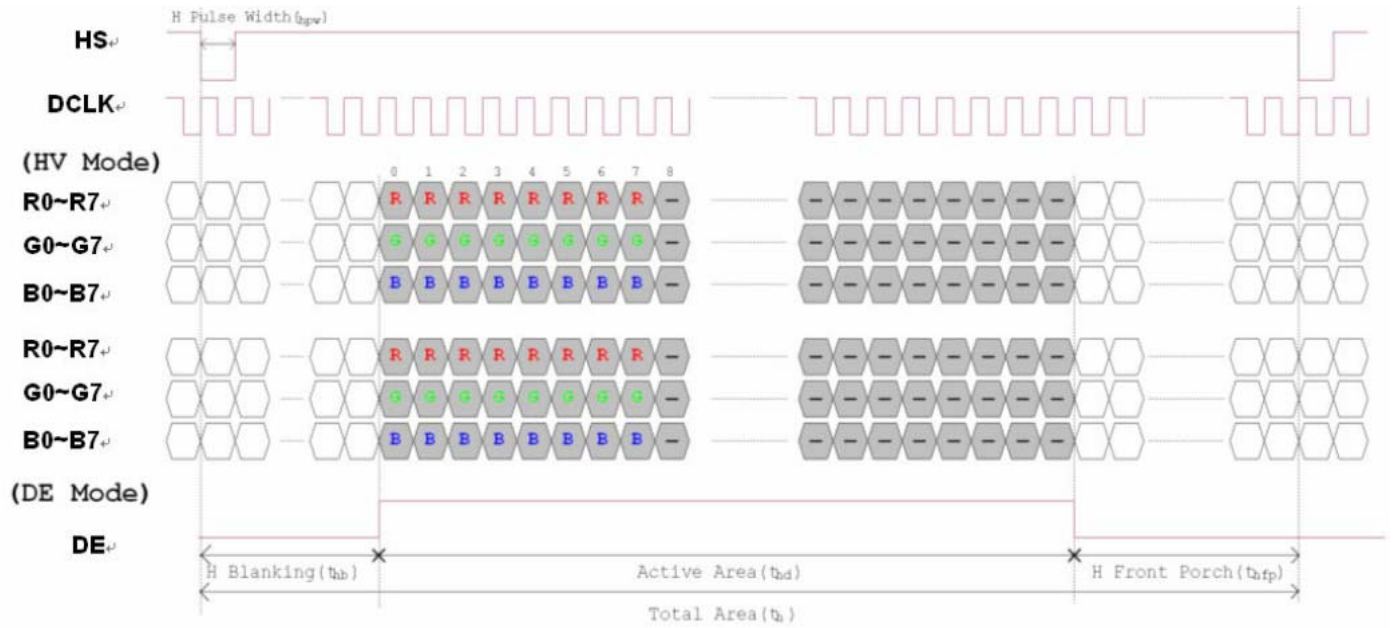 H Pulse Width(thpw)
HS
DCLK
(HV Mode)
0 1 2 3 4 5 6 7 8
R0~R7 R R R R R R R R - - - - - - - - -
G0~G7 G G G G G G G G - - - - - - - - -
B0~B7 B B B B B B B B - - - - - - - - -
R0~R7 R R R R R R R R - - - - - - - - -
G0~G7 G G G G G G G G - - - - - - - - -
B0~B7 B B B B B B B B - - - - - - - - -
(DE Mode)
DE
H Blanking(thb) Active Area(thd) H Front Porch(thfp)
Total Area(th)